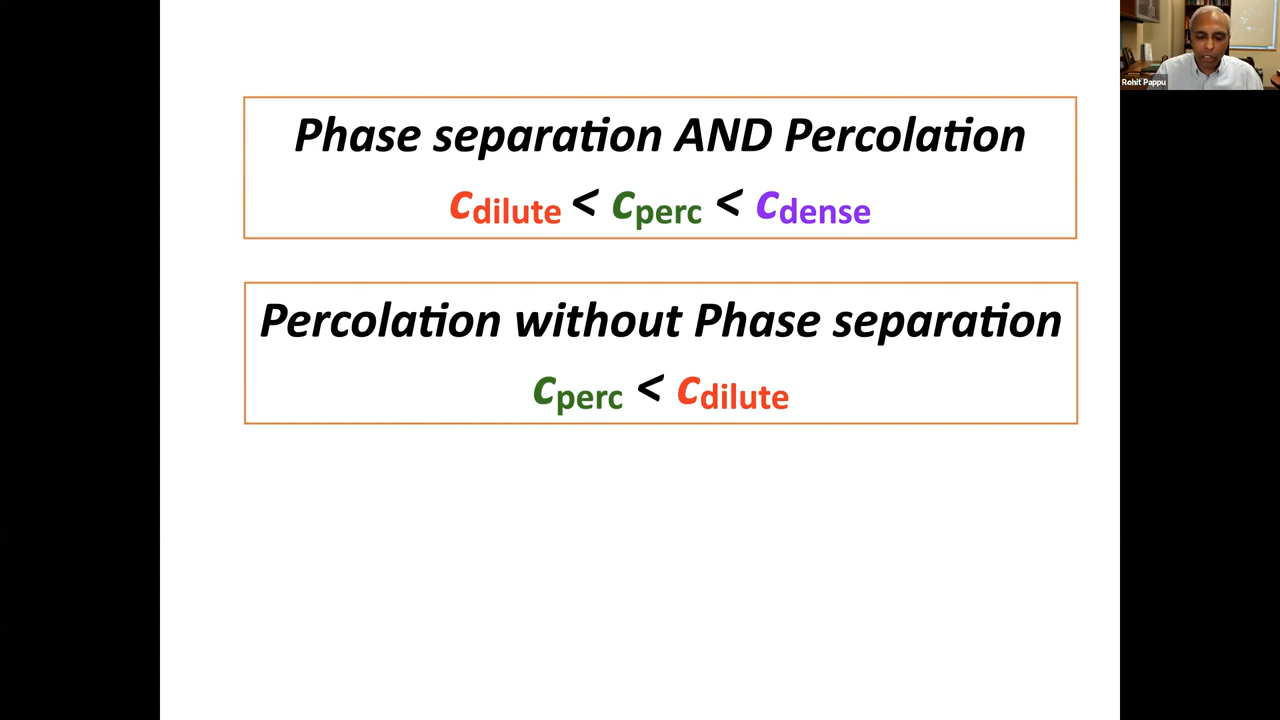 Phase separation AND Percolation
cdilute < cperc < cdense
Percolation without Phase separation
cperc < cdilute
Rohit Pappu